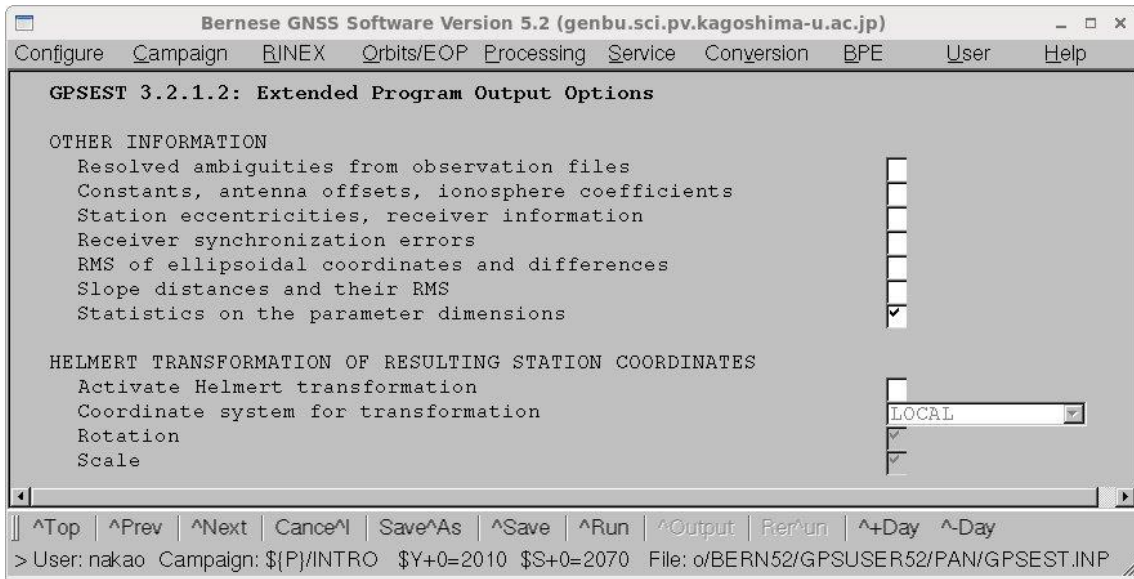 Bernese GNSS Software Version 5.2 (genbu.sci.pv.kagoshima-u.ac.jp)
Configure Campaign RINEX Orbits/EOP Processing Service Conversion BPE User Help
GPSEST 3.2.1.2: Extended Program Output Options
OTHER INFORMATION
Resolved ambiguities from observation files
Constants, antenna offsets, ionosphere coefficients
Station eccentricities, receiver information
Receiver synchronization errors
RMS of ellipsoidal coordinates and differences
Slope distances and their RMS
Statistics on the parameter dimensions
HELMERT TRANSFORMATION OF RESULTING STATION COORDINATES
Activate Helmert transformation
Coordinate system for transformation LOCAL
Rotation
Scale
^Top | ^Prev | ^Next | Cance^l | Save^As | ^Save | ^Run | ^Output | Rer^un | ^+Day ^-Day
> User: nakao Campaign: ${P}/INTRO $Y+0=2010 $S+0=2070 File: o/BERN52/GPSUSER52/PAN/GPSEST.INP